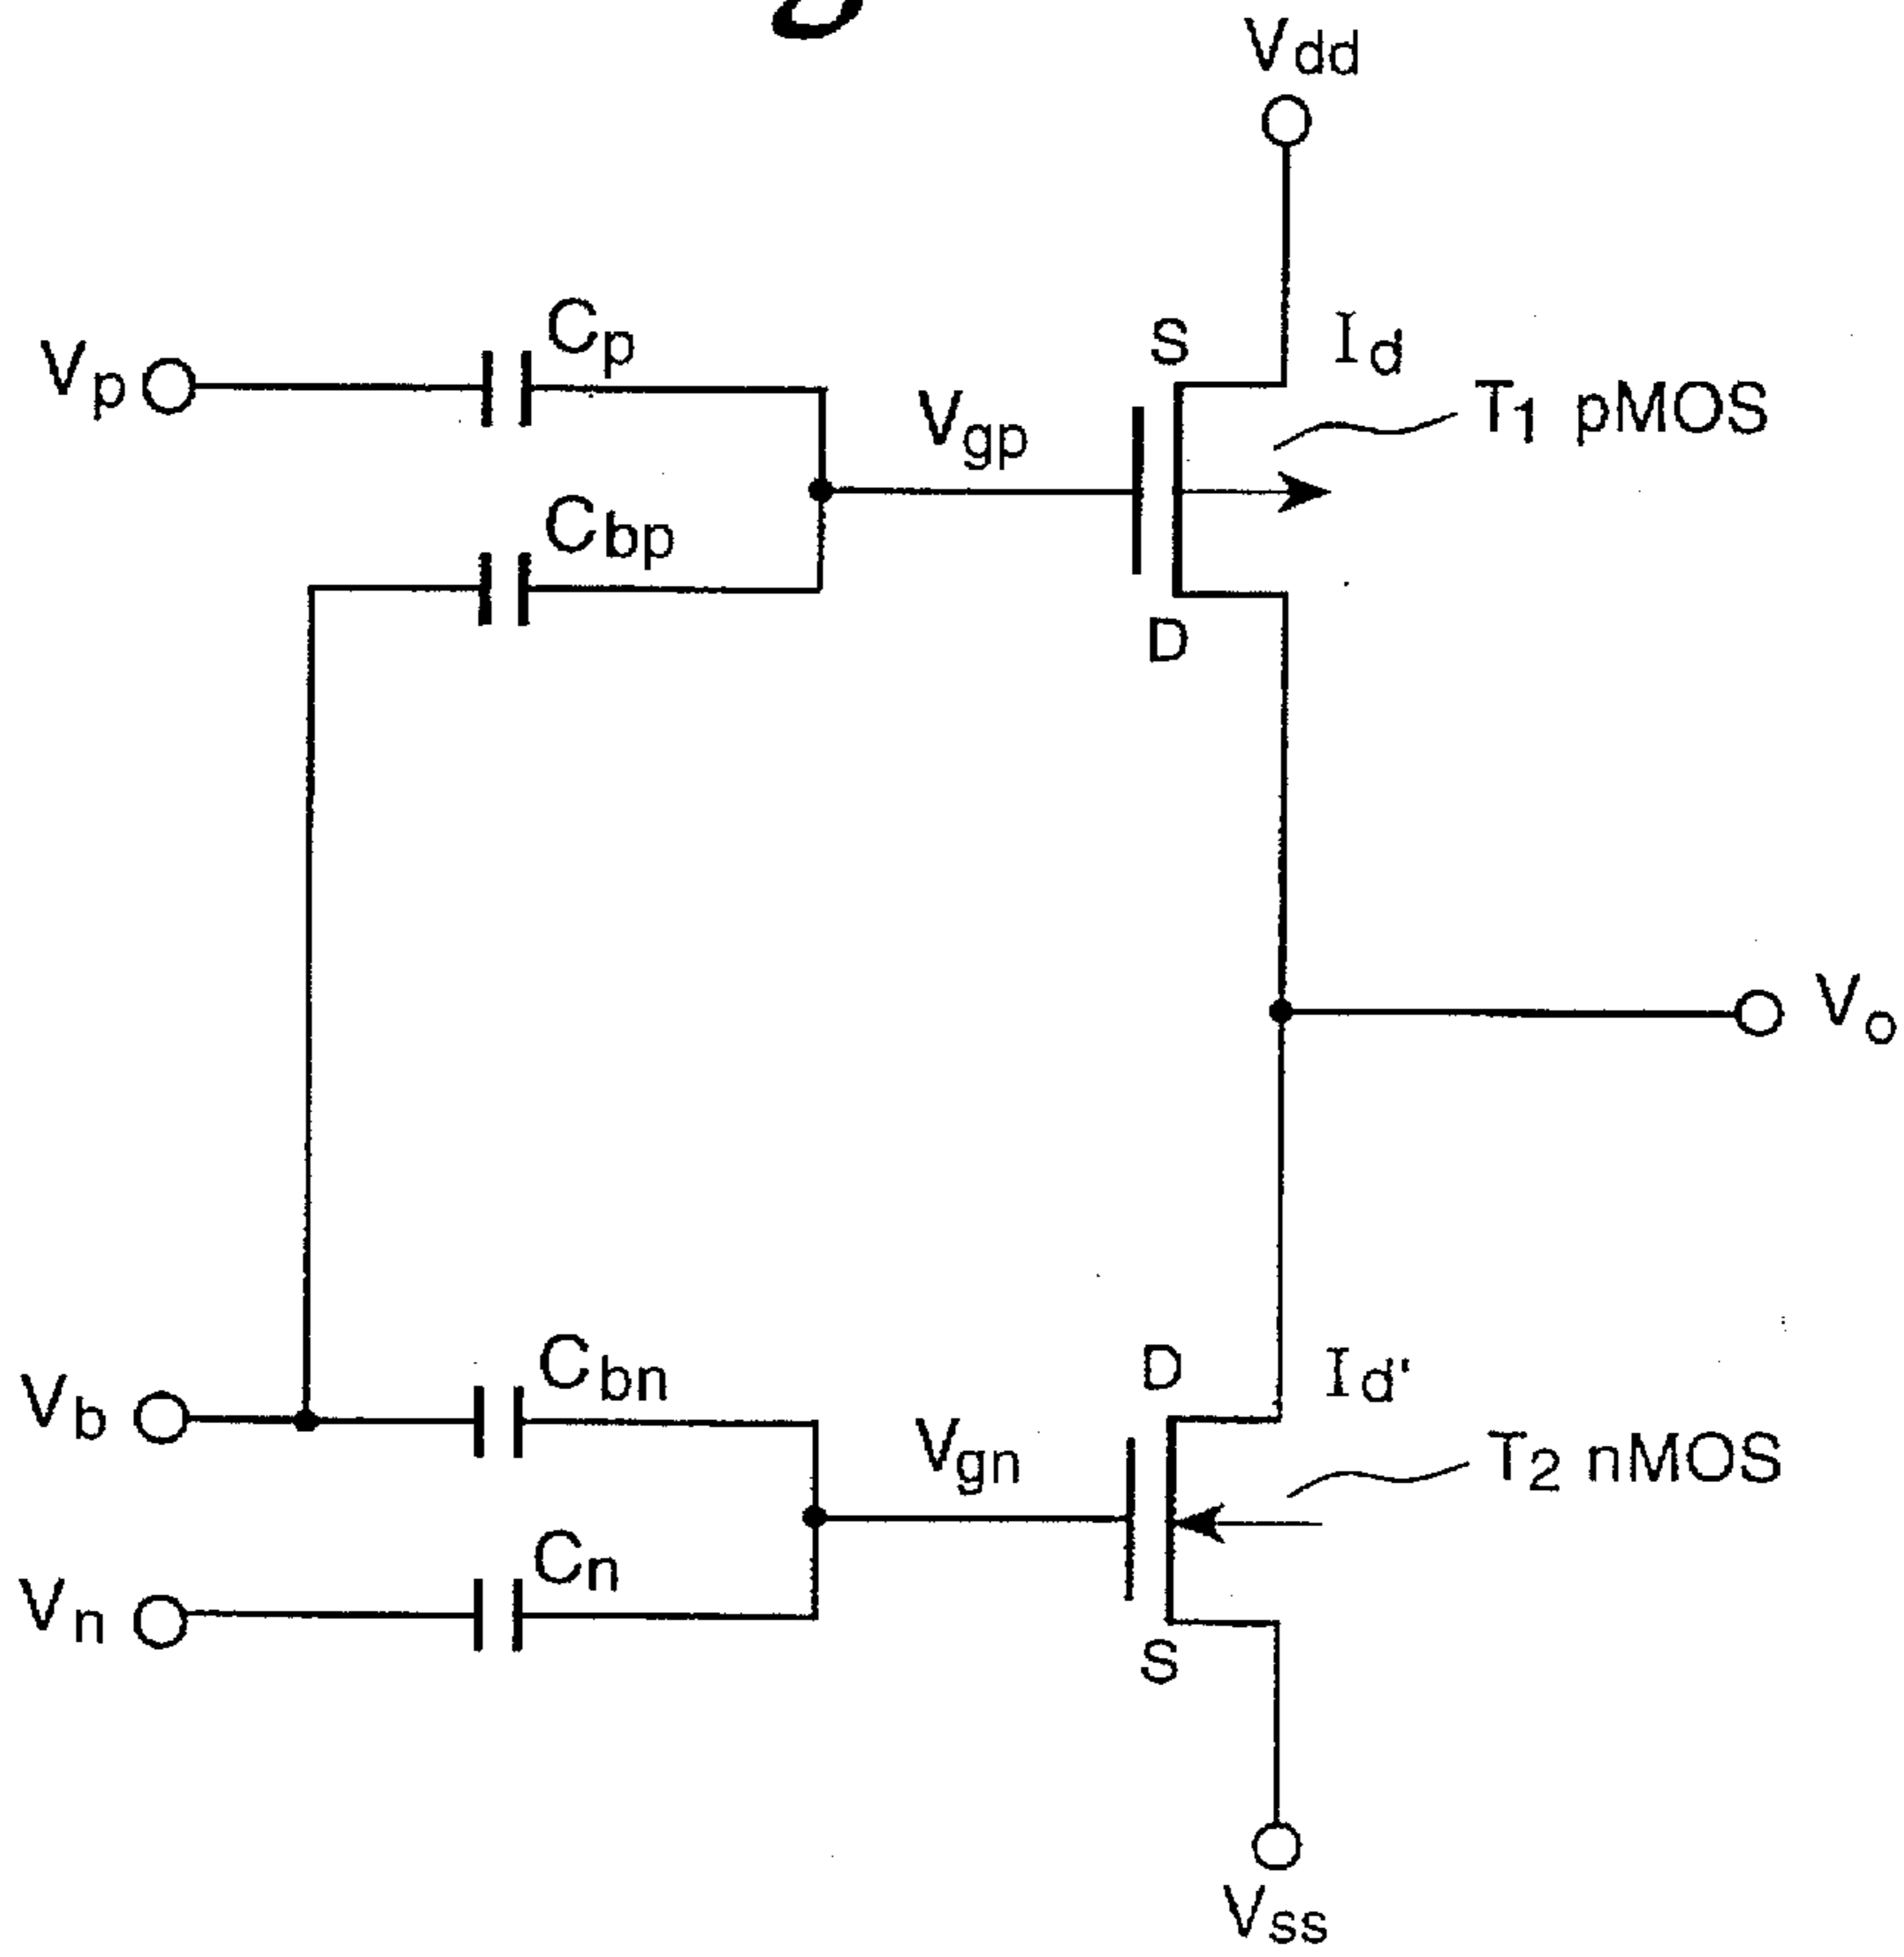 Vdd
Cp
Vp
S
Id
Vgp
T1 pMOS
Cbp
D
Vo
Cbn
D
Id'
Vb
Vgn
T2 nMOS
Cn
Vn
S
Vss